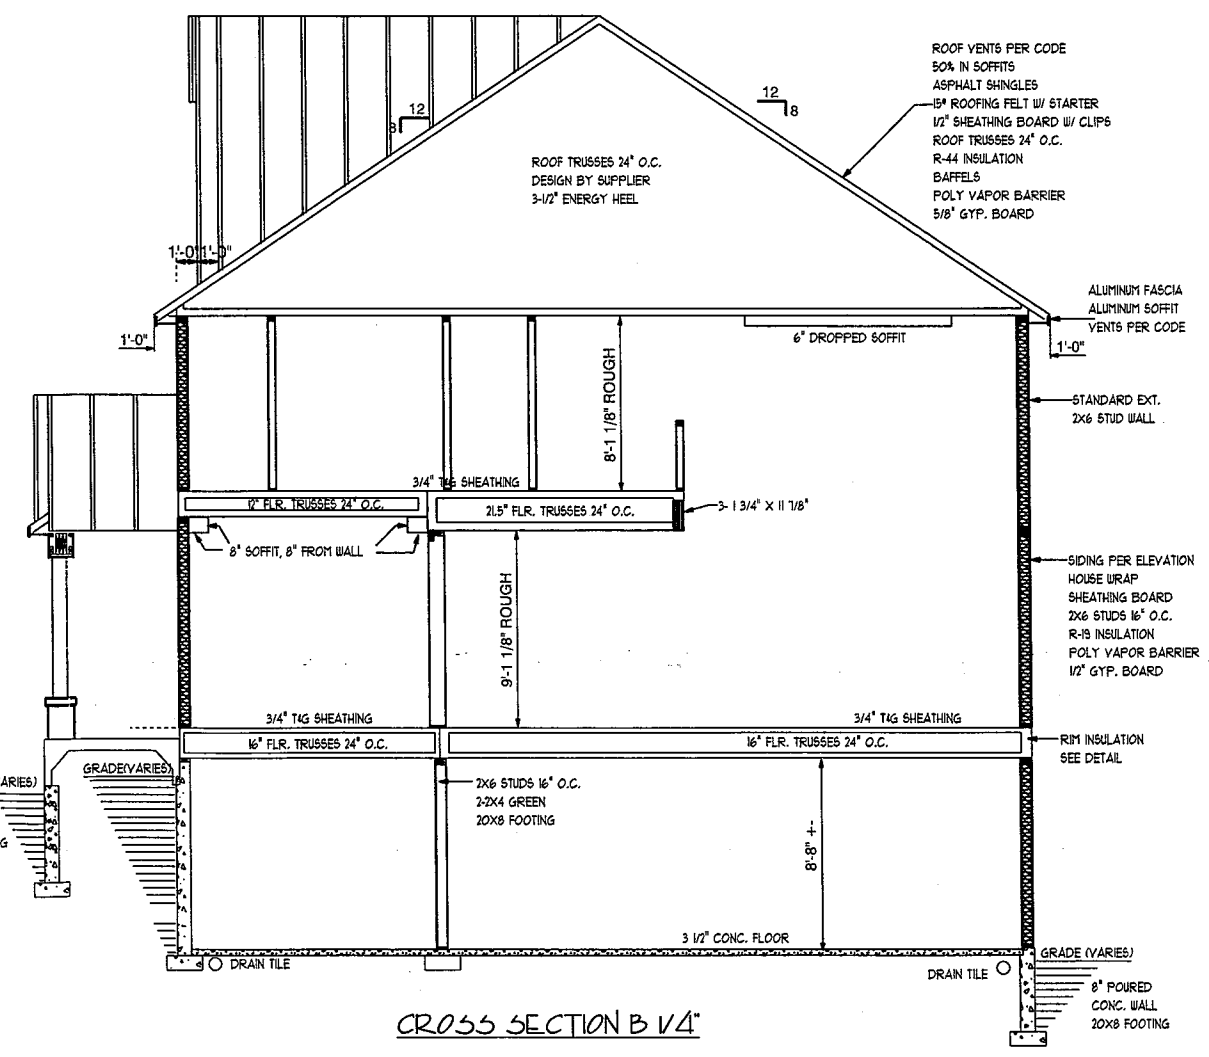 ROOF VENTS PER CODE
50% IN SOFFITS
ASPHALT SHINGLES
15# ROOFING FELT W/ STARTER
1/2" SHEATHING BOARD W/ CLIPS
ROOF TRUSSES 24" O.C.
R-44 INSULATION
BAFFELS
POLY VAPOR BARRIER
5/8" GYP. BOARD
12
8
12
8
ROOF TRUSSES 24" O.C.
DESIGN BY SUPPLIER
3-1/2" ENERGY HEEL
1'-0"
1'-0"
ALUMINUM FASCIA
ALUMINUM SOFFIT
VENTS PER CODE
1'-0"
1'-0"
6" DROPPED SOFFIT
8'-1 1/8" ROUGH
STANDARD EXT.
2X6 STUD WALL
3/4" T&G SHEATHING
12" FLR. TRUSSES 24" O.C.
21.5" FLR. TRUSSES 24" O.C.
3- 1 3/4" X 11 7/8"
8" SOFFIT, 8" FROM WALL
9'-1 1/8" ROUGH
SIDING PER ELEVATION
HOUSE WRAP
SHEATHING BOARD
2X6 STUDS 16" O.C.
R-19 INSULATION
POLY VAPOR BARRIER
1/2" GYP. BOARD
3/4" T&G SHEATHING
3/4" T&G SHEATHING
16" FLR. TRUSSES 24" O.C.
16" FLR. TRUSSES 24" O.C.
RIM INSULATION
SEE DETAIL
ARIES)
GRADE(VARIES)
G
2X6 STUDS 16" O.C.
2-2X4 GREEN
20X8 FOOTING
8'-8" +-
3 1/2" CONC. FLOOR
DRAIN TILE
DRAIN TILE
GRADE (VARIES)
8" POURED
CONC. WALL
20X8 FOOTING
CROSS SECTION B 1/4"